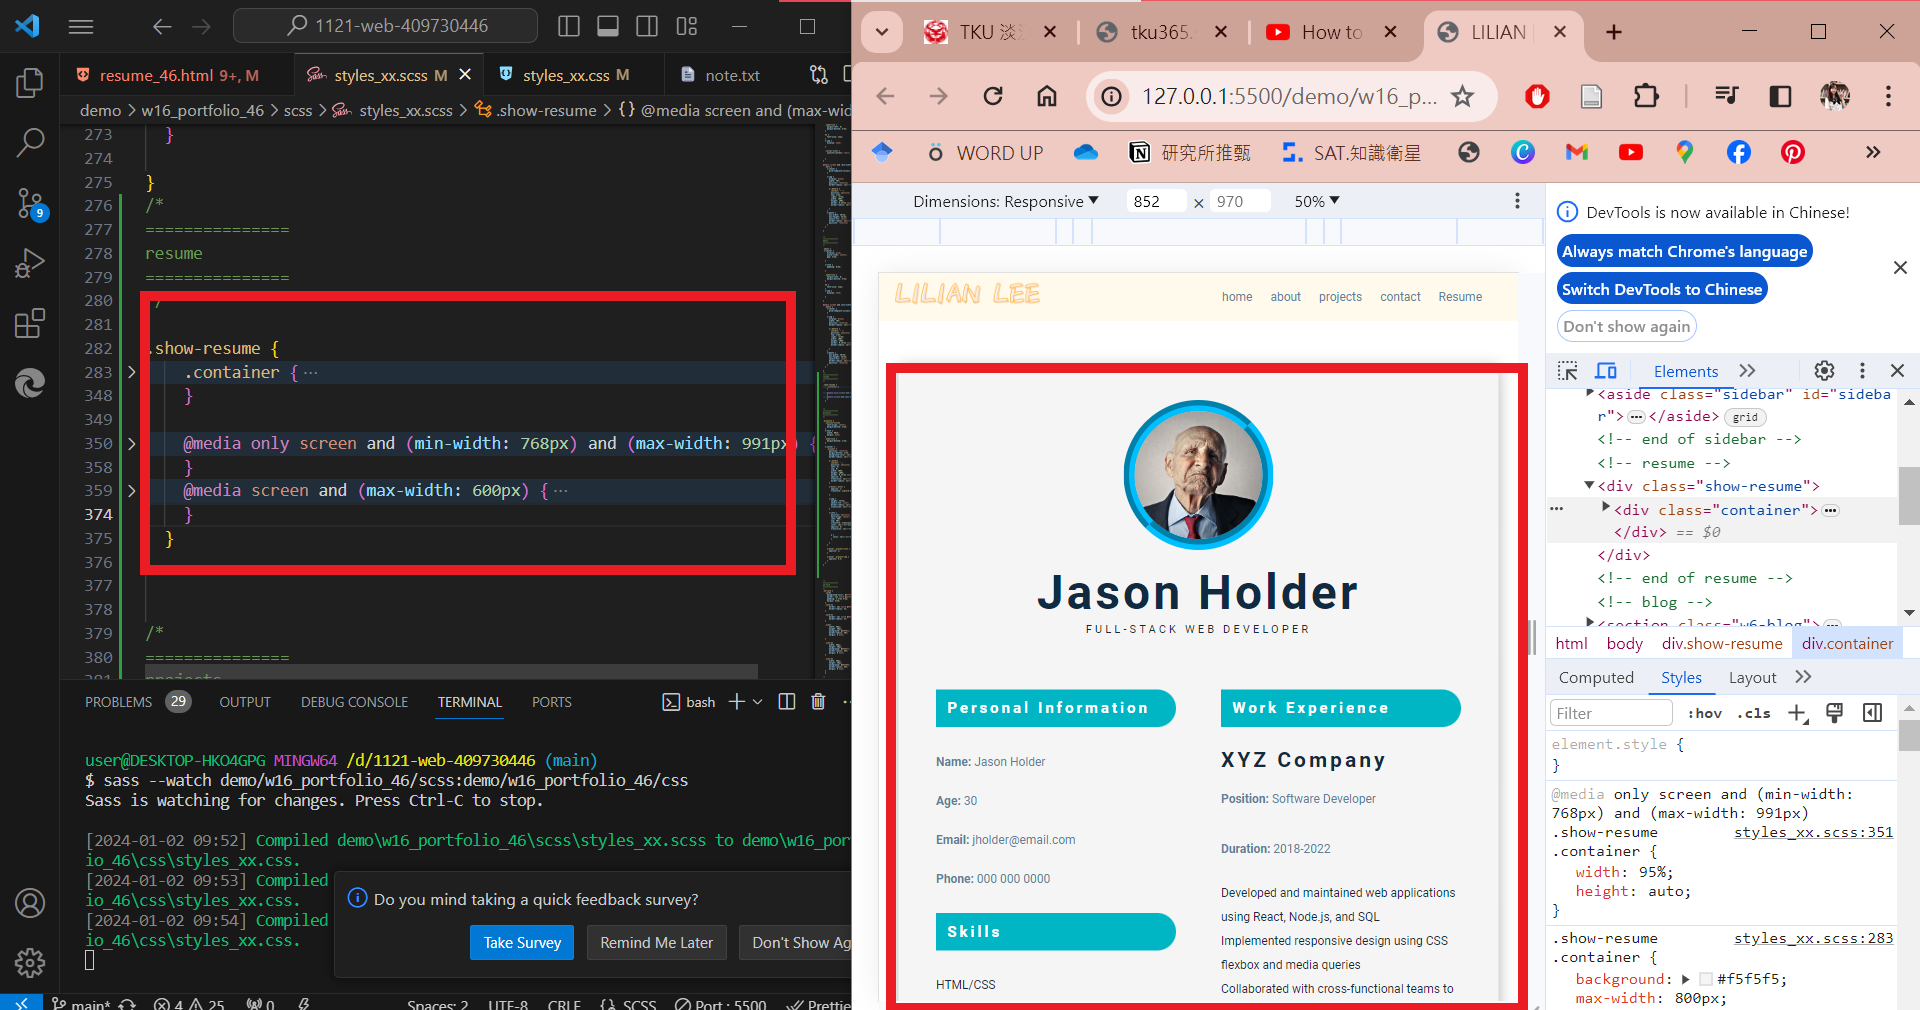 1121-web-409730446
resume_46.html 9+, M
styles_xx.scss M
styles_xx.css M
note.txt
demo > w16_portfolio_46 > scss > styles_xx.scss > .show-resume > {} @media screen and (max-wid
273 }
274
275 }
276 /*
277 ===============
278 resume
279 ===============
280 /
281
282 .show-resume {
283 .container { ···
348 }
349
350 @media only screen and (min-width: 768px) and (max-width: 991px) {
358 }
359 @media screen and (max-width: 600px) { ···
374 }
375 }
376
377
378
379 /*
380 ===============
381 projects
9
PROBLEMS 29 OUTPUT DEBUG CONSOLE TERMINAL PORTS
bash
user@DESKTOP-HKO4GPG MINGW64 /d/1121-web-409730446 (main)
$ sass --watch demo/w16_portfolio_46/scss:demo/w16_portfolio_46/css
Sass is watching for changes. Press Ctrl-C to stop.
[2024-01-02 09:52] Compiled demo\w16_portfolio_46\scss\styles_xx.scss to demo\w16_por
io_46\css\styles_xx.css.
[2024-01-02 09:53] Compiled
io_46\css\styles_xx.css.
[2024-01-02 09:54] Compiled
io_46\css\styles_xx.css.
Do you mind taking a quick feedback survey?
Take Survey Remind Me Later Don't Show Ag
main* 4 25 0 Spaces: 2 UTF-8 CRLF {} SCSS Port : 5500 Prettie
TKU 淡
tku365.
How to
LILIAN
127.0.0.1:5500/demo/w16_p...
WORD UP
研究所推甄
SAT.知識衛星
Dimensions: Responsive 852 × 970 50%
LILIAN LEE
home about projects contact Resume
Jason Holder
FULL-STACK WEB DEVELOPER
Personal Information
Name: Jason Holder
Age: 30
Email: jholder@email.com
Phone: 000 000 0000
Skills
HTML/CSS
Work Experience
XYZ Company
Position: Software Developer
Duration: 2018-2022
Developed and maintained web applications
using React, Node.js, and SQL
Implemented responsive design using CSS
flexbox and media queries
Collaborated with cross-functional teams to
DevTools is now available in Chinese!
Always match Chrome's language
Switch DevTools to Chinese
Don't show again
Elements
<aside class="sidebar" id="sideba
r"> ··· </aside> grid
<!-- end of sidebar -->
<!-- resume -->
<div class="show-resume">
<div class="container"> ···
</div> == $0
</div>
<!-- end of resume -->
<!-- blog -->
<section class="w6-blog"> ···
html body div.show-resume div.container
Computed Styles Layout
Filter :hov .cls
element.style {
}
@media only screen and (min-width:
768px) and (max-width: 991px)
.show-resume styles_xx.scss:351
.container {
width: 95%;
height: auto;
}
.show-resume styles_xx.scss:283
.container {
background: #f5f5f5;
max-width: 800px;